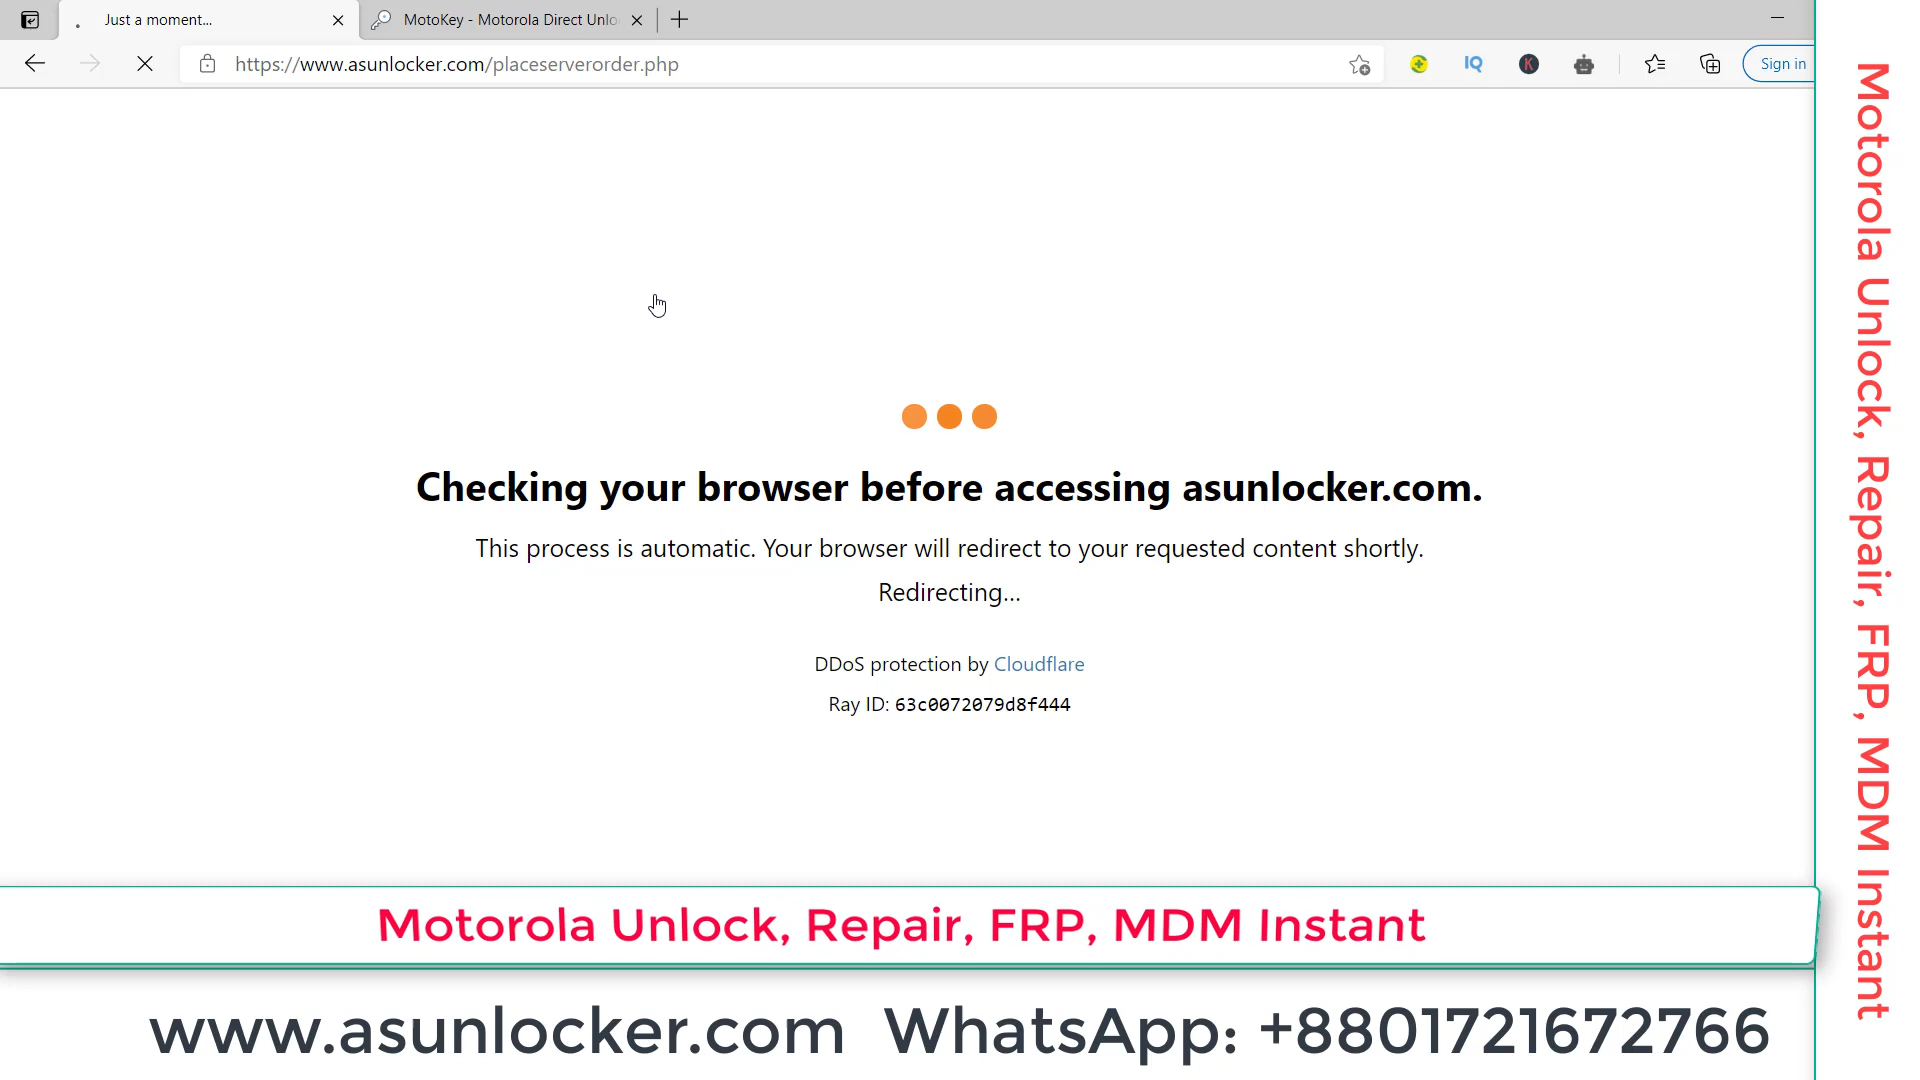 Just a moment...
MotoKey - Motorola Direct Unlo
https://www.asunlocker.com/placeserverorder.php
IQ
K
Sign in
Checking your browser before accessing asunlocker.com.
This process is automatic. Your browser will redirect to your requested content shortly.
Redirecting...
DDoS protection by Cloudflare
Ray ID: 63c0072079d8f444
Motorola Unlock, Repair, FRP, MDM Instant
www.asunlocker.com WhatsApp: +8801721672766
Motorola Unlock, Repair, FRP, MDM Instant